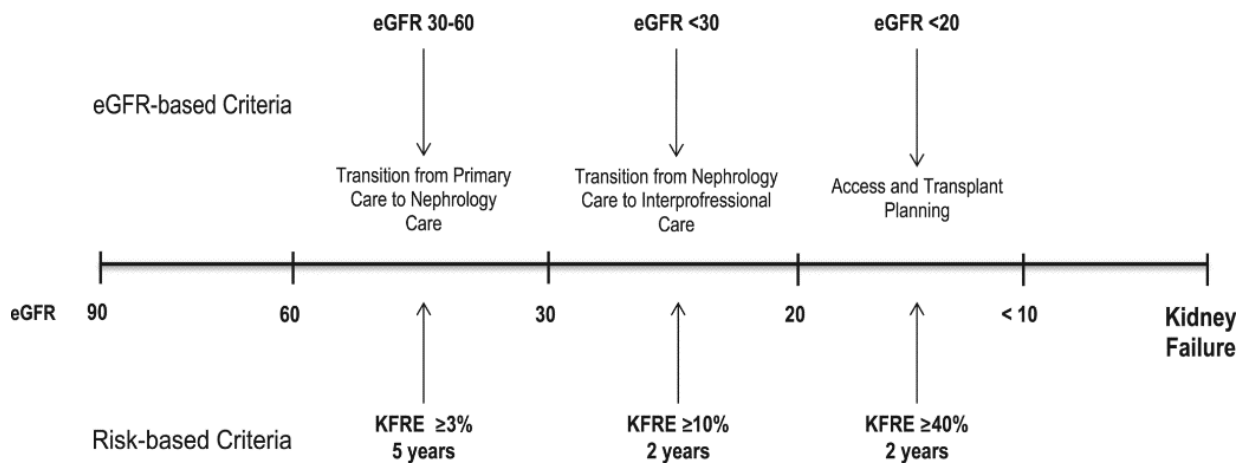 eGFR 30-60
eGFR <30
eGFR <20
eGFR-based Criteria
Transition from Primary
Care to Nephrology
Care
Transition from Nephrology
Care to Interprofressional
Care
Access and Transplant
Planning
eGFR
90
60
30
20
< 10
Kidney
Failure
Risk-based Criteria
KFRE ≥3%
5 years
KFRE ≥10%
2 years
KFRE ≥40%
2 years